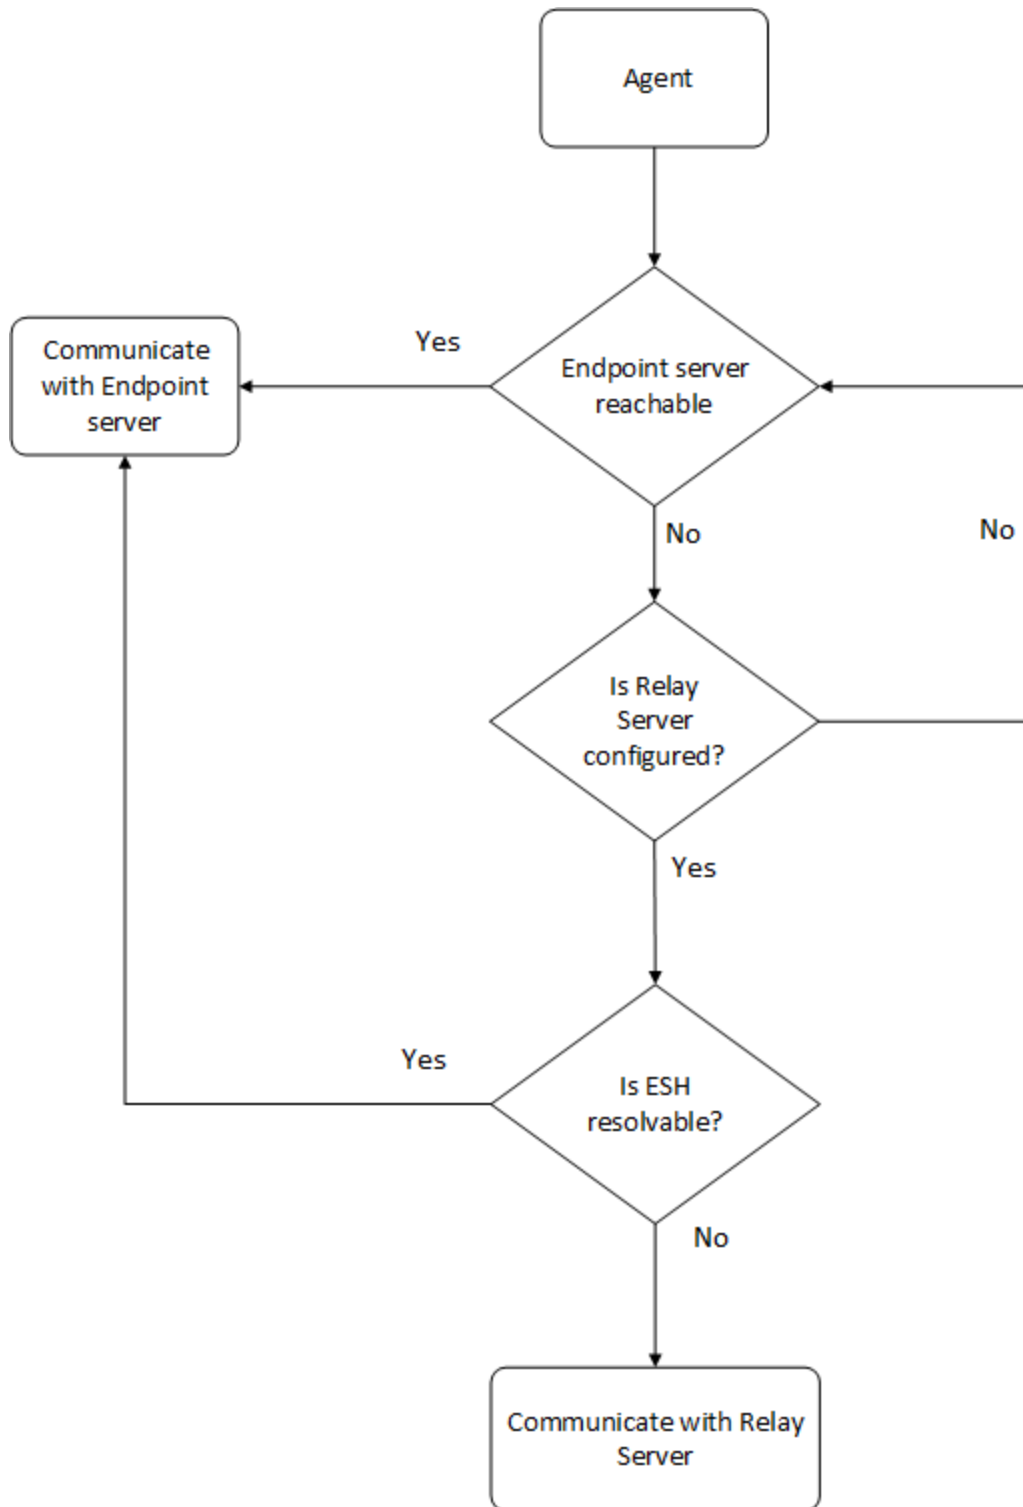 Agent
Yes
Endpoint server
reachable
Communicate
with Endpoint
server
No
No
Is Relay
Server
configured?
Yes
Yes
Is ESH
resolvable?
No
Communicate with Relay
Server